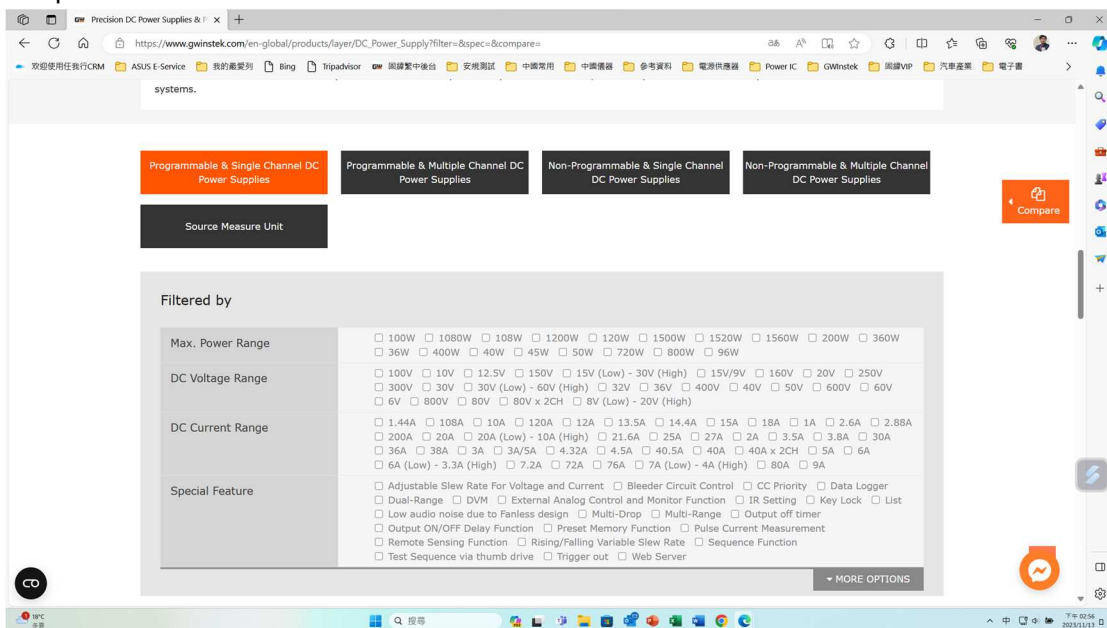 GW Precision DC Power Supplies & P
https://www.gwinstek.com/en-global/products/layer/DC_Power_Supply?filter=&spec=&compare=
欢迎使用任我行CRM ASUS E-Service 我的最愛列 Bing Tripadvisor 固緯繁中後台 安規測試 中國常用 中國儀器 參考資料 電源供應器 Power IC GWInstek 固緯VIP 汽車產業 電子書
systems.
Programmable & Single Channel DC Power Supplies
Programmable & Multiple Channel DC Power Supplies
Non-Programmable & Single Channel DC Power Supplies
Non-Programmable & Multiple Channel DC Power Supplies
Compare
Source Measure Unit
Filtered by
Max. Power Range
100W 1080W 108W 1200W 120W 1500W 1520W 1560W 200W 360W
36W 400W 40W 45W 50W 720W 800W 96W
DC Voltage Range
100V 10V 12.5V 150V 15V (Low) - 30V (High) 15V/9V 160V 20V 250V
300V 30V 30V (Low) - 60V (High) 32V 36V 400V 40V 50V 600V 60V
6V 800V 80V 80V x 2CH 8V (Low) - 20V (High)
DC Current Range
1.44A 108A 10A 120A 12A 13.5A 14.4A 15A 18A 1A 2.6A 2.88A
200A 20A 20A (Low) - 10A (High) 21.6A 25A 27A 2A 3.5A 3.8A 30A
36A 38A 3A 3A/5A 4.32A 4.5A 40.5A 40A 40A x 2CH 5A 6A
6A (Low) - 3.3A (High) 7.2A 72A 76A 7A (Low) - 4A (High) 80A 9A
Special Feature
Adjustable Slew Rate For Voltage and Current Bleeder Circuit Control CC Priority Data Logger
Dual-Range DVM External Analog Control and Monitor Function IR Setting Key Lock List
Low audio noise due to Fanless design Multi-Drop Multi-Range Output off timer
Output ON/OFF Delay Function Preset Memory Function Pulse Current Measurement
Remote Sensing Function Rising/Falling Variable Slew Rate Sequence Function
Test Sequence via thumb drive Trigger out Web Server
MORE OPTIONS
18°C
搜尋
中
下午 02:56
2023/11/13